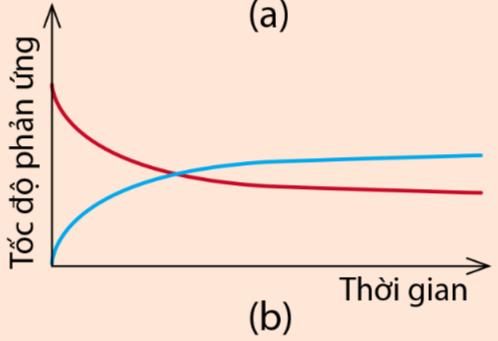 (a)
Tốc độ phản ứng
Thời gian
(b)